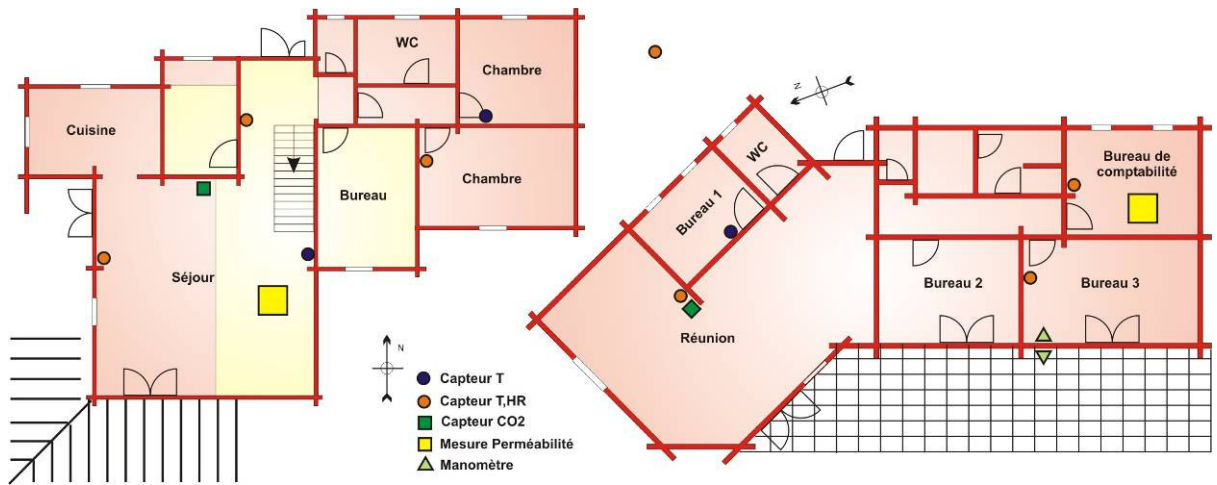 WC
Chambre
Cuisine
Bureau
Chambre
Séjour
N
Capteur T
Capteur T,HR
Capteur CO2
Mesure Perméabilité
Manomètre
N
WC
Bureau 1
Réunion
Bureau de
comptabilité
Bureau 2
Bureau 3